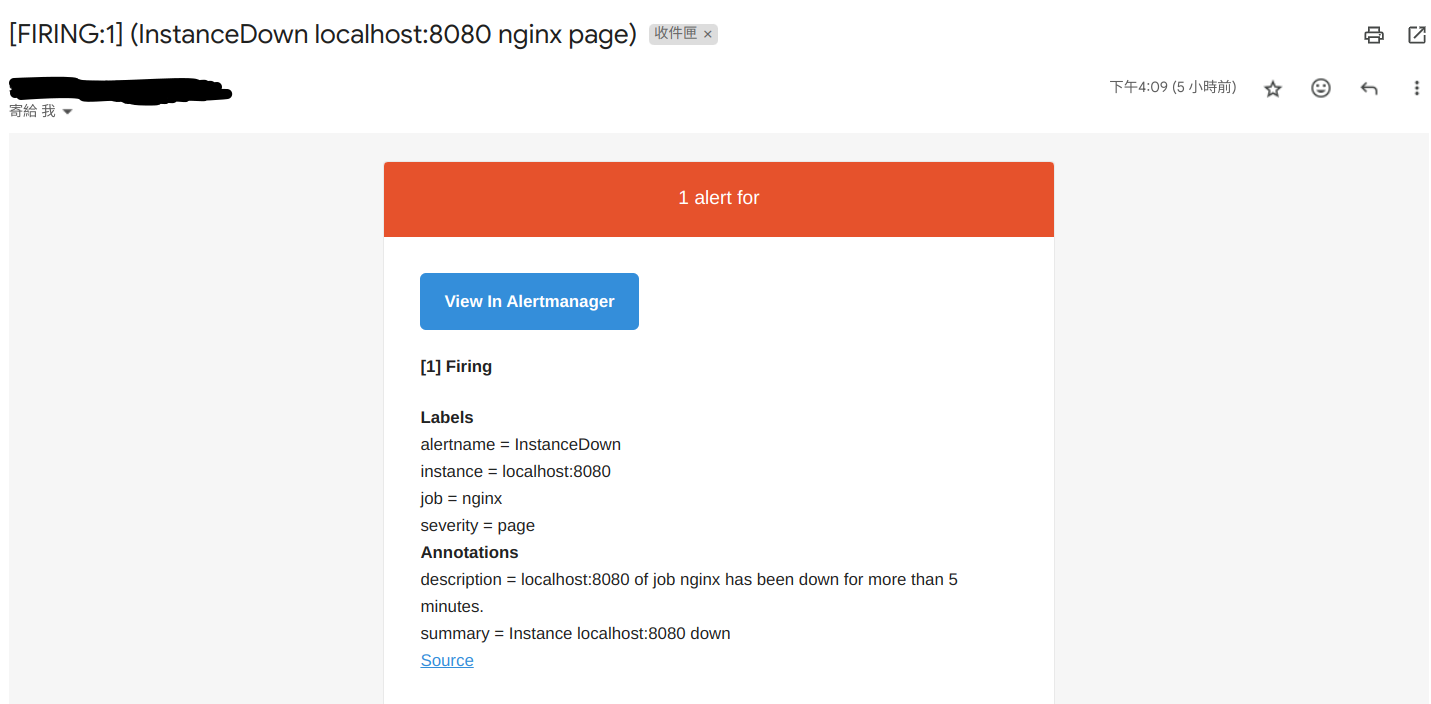 [FIRING:1] (InstanceDown localhost:8080 nginx page) 收件匣 ×
下午4:09 (5 小時前)
寄給 我
1 alert for
View In Alertmanager
[1] Firing
Labels
alertname = InstanceDown
instance = localhost:8080
job = nginx
severity = page
Annotations
description = localhost:8080 of job nginx has been down for more than 5
minutes.
summary = Instance localhost:8080 down
Source